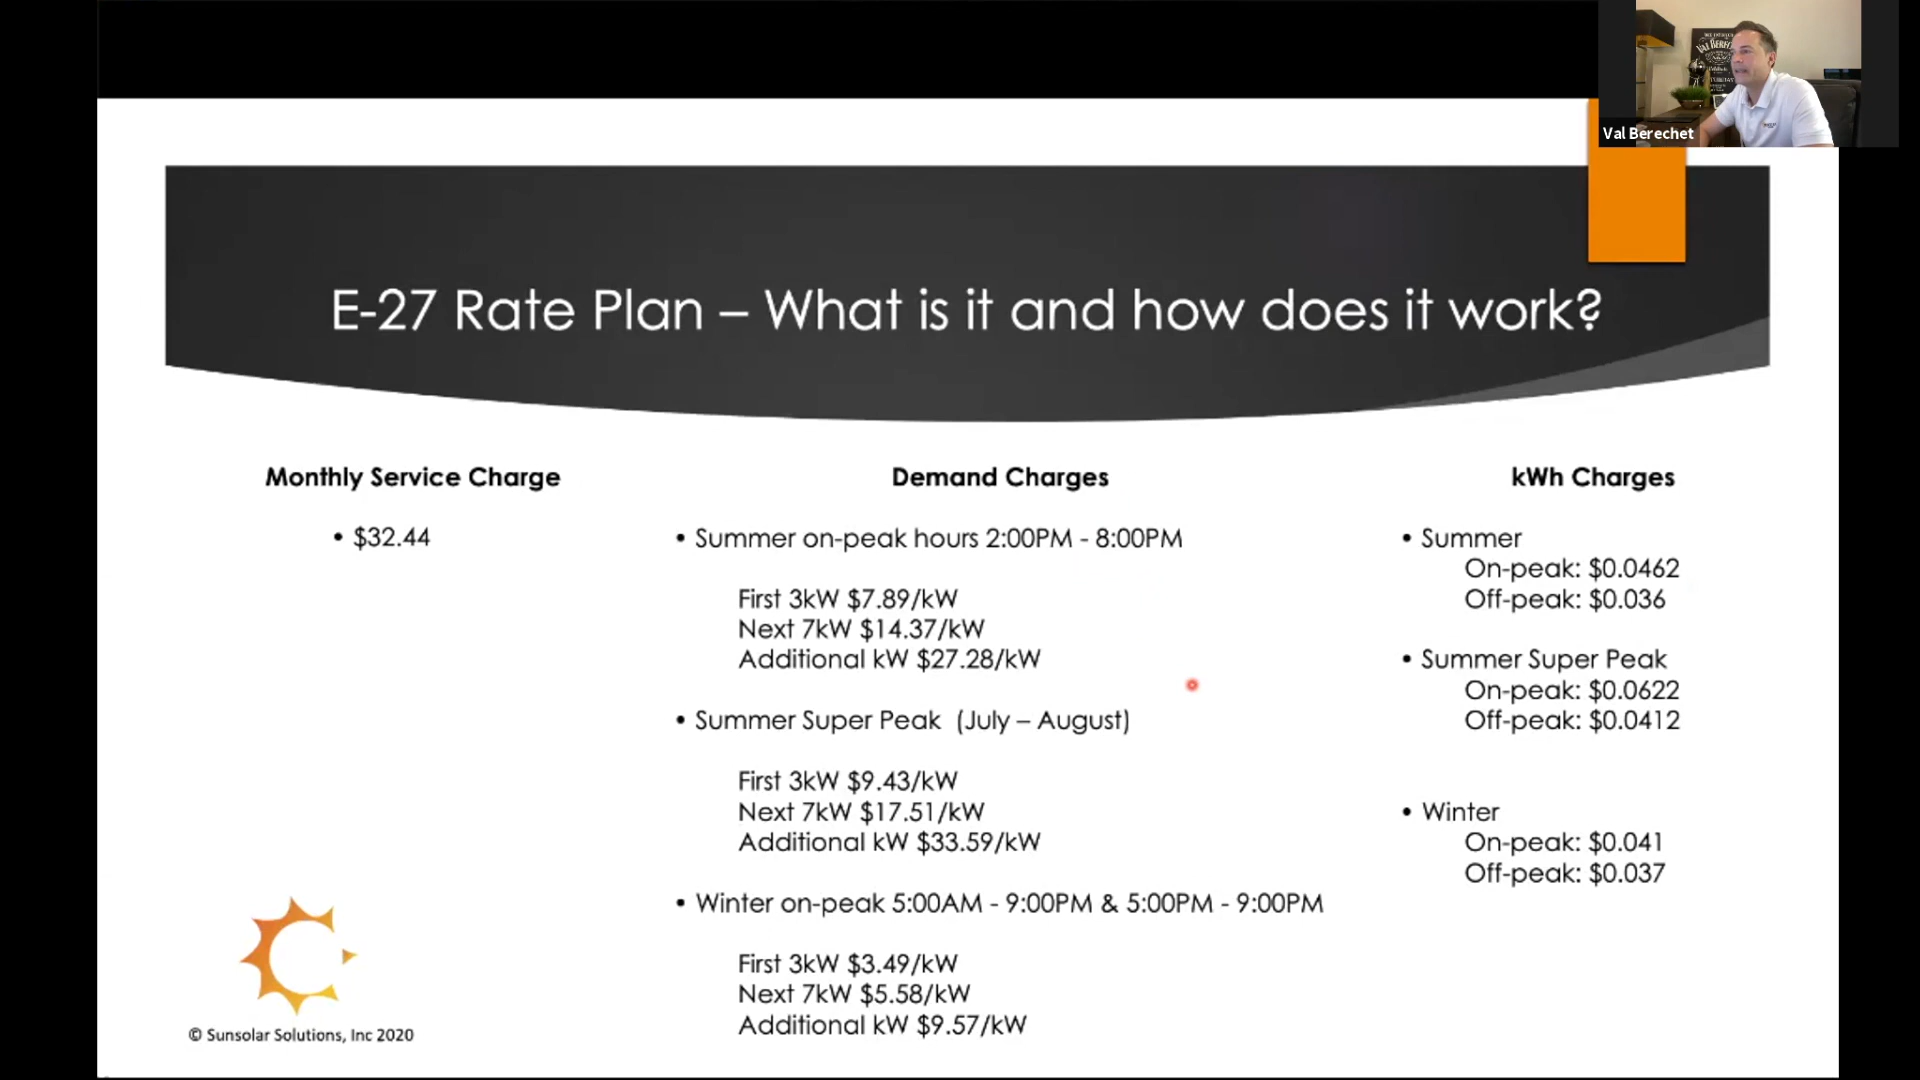 Val Berechet
E-27 Rate Plan – What is it and how does it work?
Monthly Service Charge
• $32.44
Demand Charges
• Summer on-peak hours 2:00PM - 8:00PM
First 3kW $7.89/kW
Next 7kW $14.37/kW
Additional kW $27.28/kW
• Summer Super Peak (July – August)
First 3kW $9.43/kW
Next 7kW $17.51/kW
Additional kW $33.59/kW
• Winter on-peak 5:00AM - 9:00PM & 5:00PM - 9:00PM
First 3kW $3.49/kW
Next 7kW $5.58/kW
Additional kW $9.57/kW
kWh Charges
• Summer
On-peak: $0.0462
Off-peak: $0.036
• Summer Super Peak
On-peak: $0.0622
Off-peak: $0.0412
• Winter
On-peak: $0.041
Off-peak: $0.037
© Sunsolar Solutions, Inc 2020